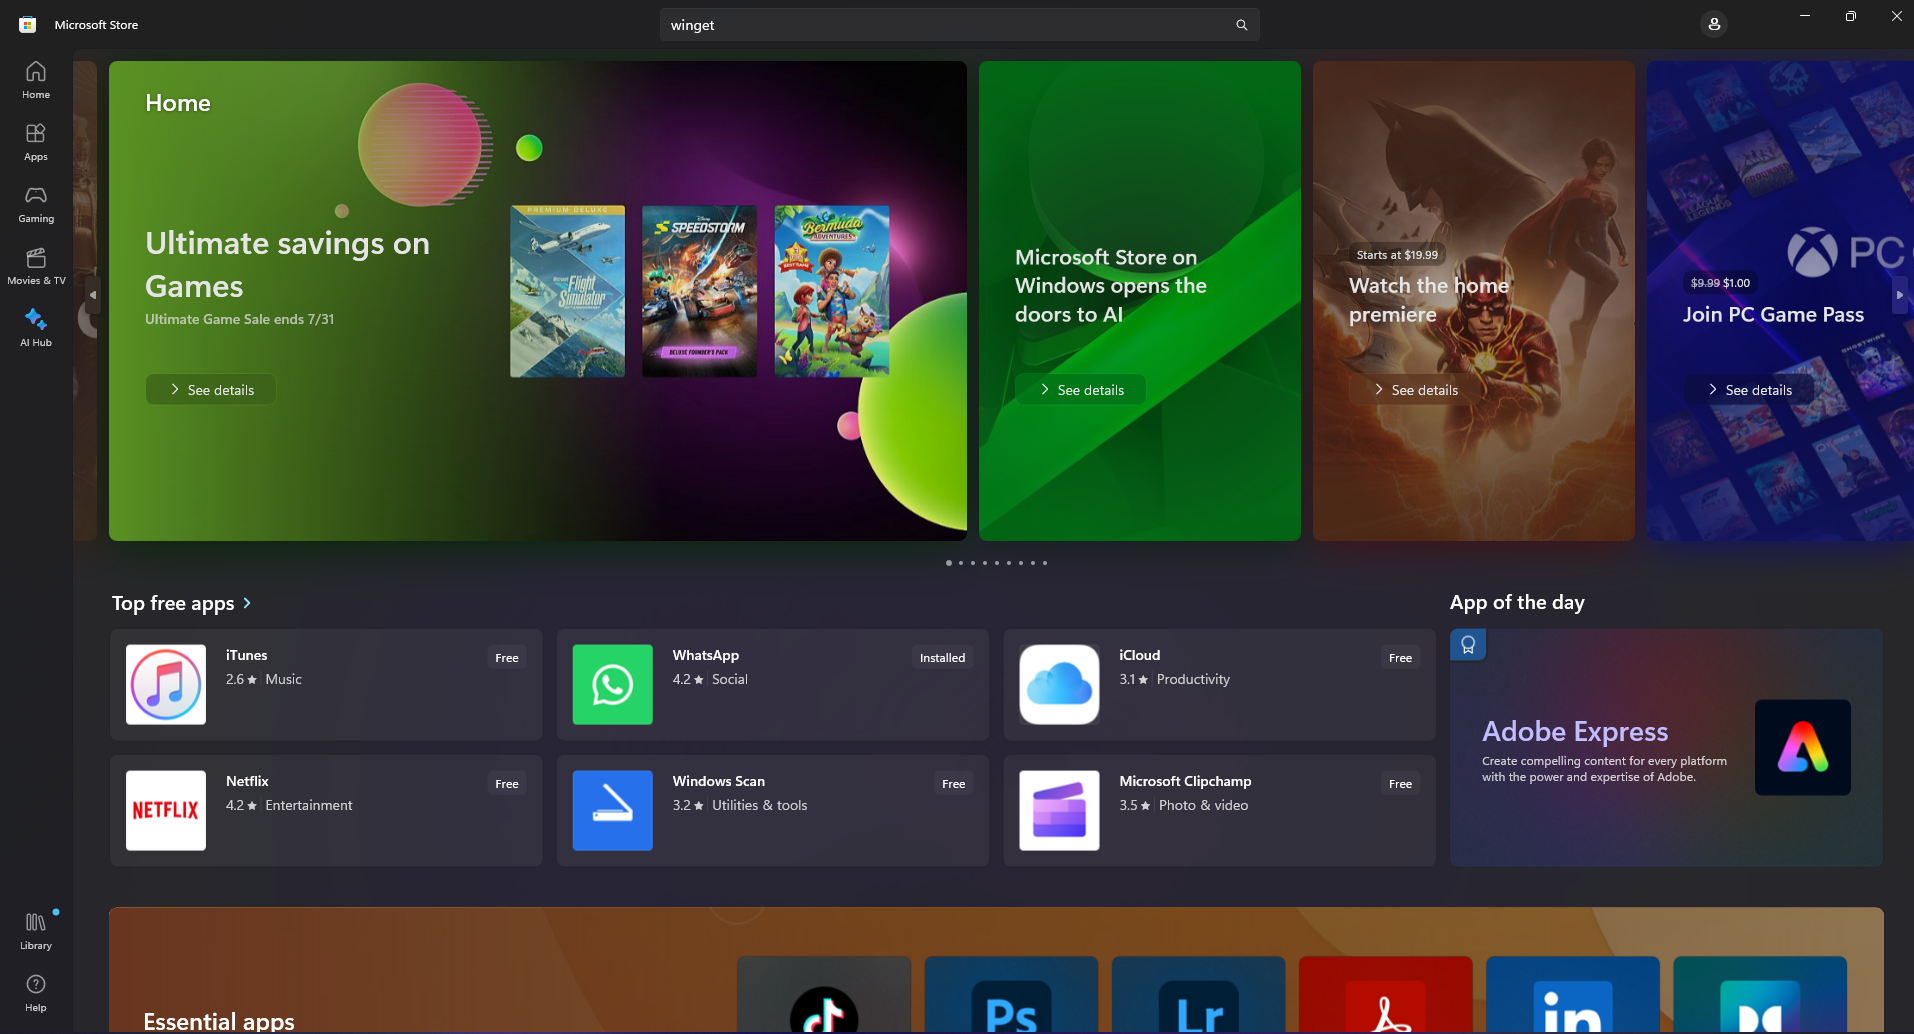 Microsoft Store
winget
Home
Apps
Gaming
Movies & TV
AI Hub
Library
Help
Home
Ultimate savings on
Games
Ultimate Game Sale ends 7/31
See details
PREMIUM DELUXE
Flight
Simulator
Disney
SPEEDSTORM
DELUXE FOUNDER'S PACK
Bermuda
ADVENTURES
Microsoft Store on
Windows opens the
doors to AI
See details
Starts at $19.99
Watch the home
premiere
See details
PC
$9.99 $1.00
Join PC Game Pass
See details
Top free apps
iTunes
2.6 ★ Music
Free
WhatsApp
4.2 ★ Social
Installed
iCloud
3.1 ★ Productivity
Free
NETFLIX
Netflix
4.2 ★ Entertainment
Free
Windows Scan
3.2 ★ Utilities & tools
Free
Microsoft Clipchamp
3.5 ★ Photo & video
Free
App of the day
Adobe Express
Create compelling content for every platform
with the power and expertise of Adobe.
Essential apps
Ps
Lr
in